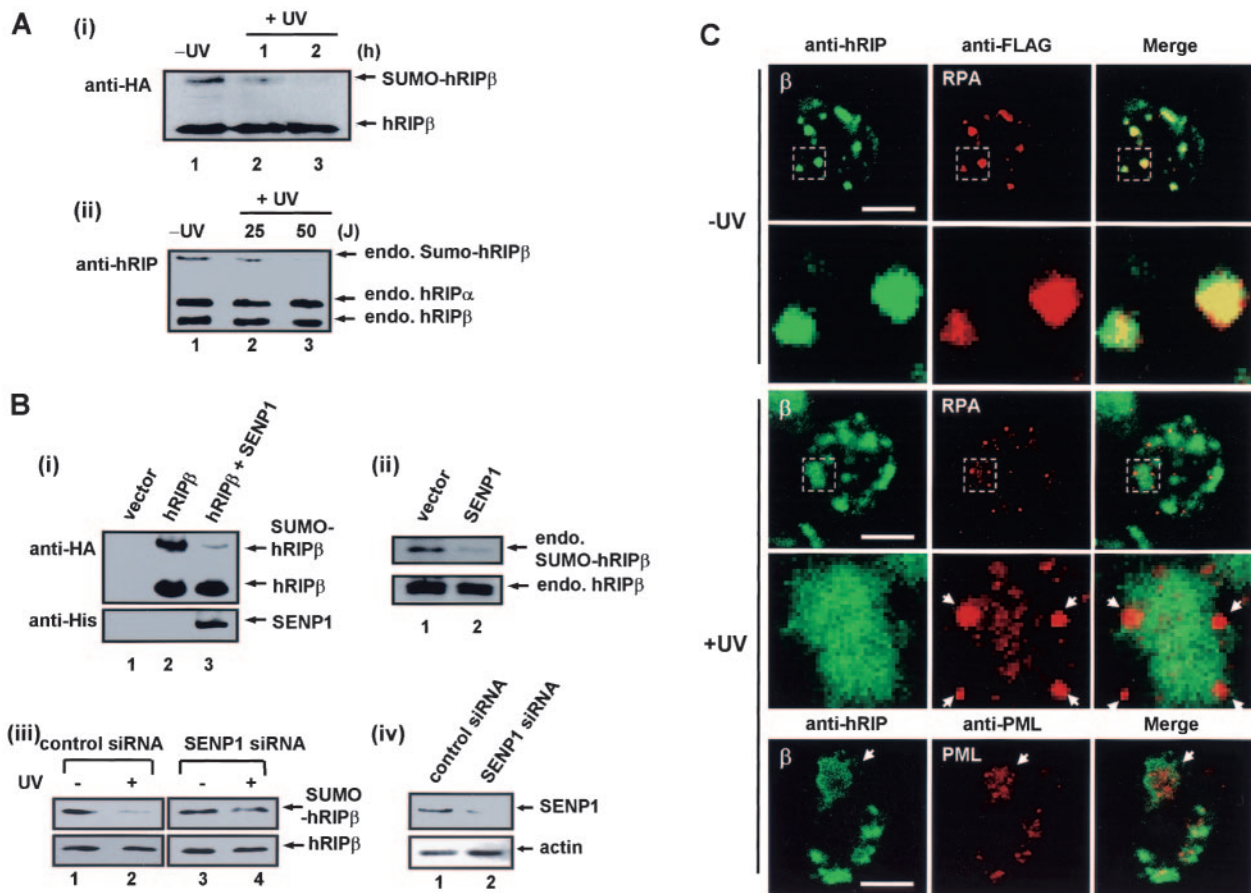 A
(i)
+ UV
–UV 1 2 (h)
anti-HA
SUMO-hRIPβ
hRIPβ
1 2 3
(ii)
+ UV
–UV 25 50 (J)
anti-hRIP
endo. Sumo-hRIPβ
endo. hRIPα
endo. hRIPβ
1 2 3
B
(i)
vector
hRIPβ
hRIPβ + SENP1
anti-HA
SUMO-
hRIPβ
hRIPβ
anti-His
SENP1
1 2 3
(ii)
vector
SENP1
endo.
SUMO-hRIPβ
endo. hRIPβ
1 2
(iii)
control siRNA SENP1 siRNA
UV - + - +
SUMO
-hRIPβ
hRIPβ
1 2 3 4
(iv)
control siRNA
SENP1 siRNA
SENP1
actin
1 2
C
anti-hRIP anti-FLAG Merge
β RPA
-UV
β RPA
+UV
anti-hRIP anti-PML Merge
β PML